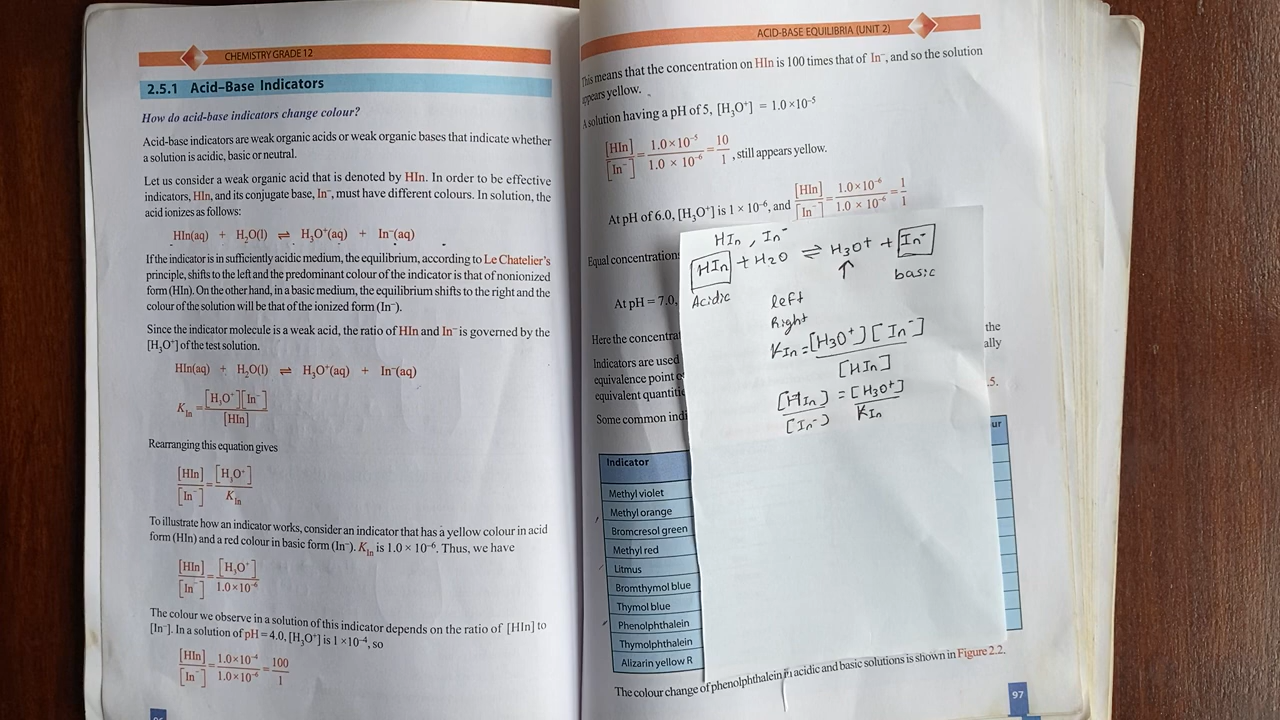 CHEMISTRY GRADE 12
2.5.1 Acid–Base Indicators
How do acid-base indicators change colour?
Acid-base indicators are weak organic acids or weak organic bases that indicate whether
a solution is acidic, basic or neutral.
Let us consider a weak organic acid that is denoted by HIn. In order to be effective
indicators, HIn, and its conjugate base, In⁻, must have different colours. In solution, the
acid ionizes as follows:
HIn(aq) + H₂O(l) ⇌ H₃O⁺(aq) + In⁻(aq)
If the indicator is in sufficiently acidic medium, the equilibrium, according to Le Chatelier's
principle, shifts to the left and the predominant colour of the indicator is that of nonionized
form (HIn). On the other hand, in a basic medium, the equilibrium shifts to the right and the
colour of the solution will be that of the ionized form (In⁻).
Since the indicator molecule is a weak acid, the ratio of HIn and In⁻ is governed by the
[H₃O⁺] of the test solution.
HIn(aq) + H₂O(l) ⇌ H₃O⁺(aq) + In⁻(aq)
K_In = [H₃O⁺][In⁻] / [HIn]
Rearranging this equation gives
[HIn] / [In⁻] = [H₃O⁺] / K_In
To illustrate how an indicator works, consider an indicator that has a yellow colour in acid
form (HIn) and a red colour in basic form (In⁻). K_In is 1.0 × 10⁻⁶. Thus, we have
[HIn] / [In⁻] = [H₃O⁺] / 1.0×10⁻⁶
The colour we observe in a solution of this indicator depends on the ratio of [HIn] to
[In⁻]. In a solution of pH = 4.0, [H₃O⁺] is 1 ×10⁻⁴, so
[HIn] / [In⁻] = 1.0×10⁻⁴ / 1.0×10⁻⁶ = 100 / 1
ACID-BASE EQUILIBRIA (UNIT 2)
This means that the concentration on HIn is 100 times that of In⁻, and so the solution
appears yellow.
A solution having a pH of 5, [H₃O⁺] = 1.0 ×10⁻⁵
[HIn] / [In⁻] = 1.0×10⁻⁵ / 1.0 × 10⁻⁶ = 10 / 1, still appears yellow.
At pH of 6.0, [H₃O⁺] is 1 × 10⁻⁶, and [HIn] / [In⁻] = 1.0×10⁻⁶ / 1.0 × 10⁻⁶ = 1 / 1
Equal concentrations
At pH = 7.0,
Here the concentra the
Indicators are used ally
equivalence point
equivalent quantiti 5.
Some common indi
ur
Indicator
Methyl violet
Methyl orange
Bromcresol green
Methyl red
Litmus
Bromthymol blue
Thymol blue
Phenolphthalein
Thymolphthalein
Alizarin yellow R
The colour change of phenolphthalein in acidic and basic solutions is shown in Figure 2.2.
97
HIn , In⁻
HIn + H2O ⇌ H3O+ + In⁻
↑
Acidic basic
left
Right
KIn = [H3O+] [In⁻] / [HIn]
[HIn] / [In⁻] = [H3O+] / KIn